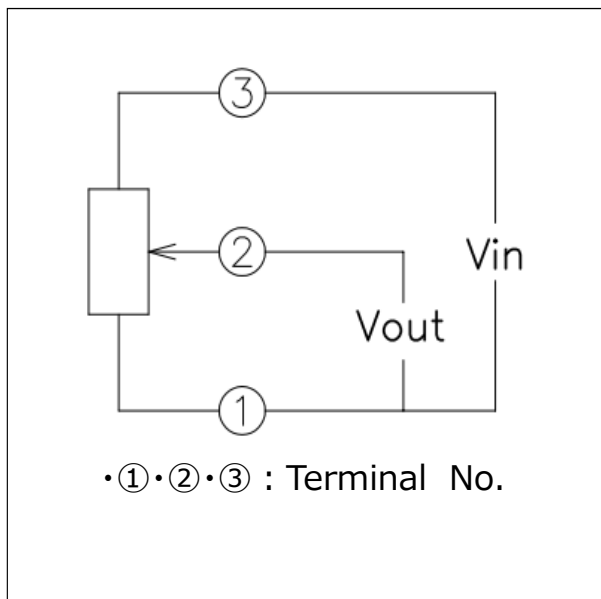 ③
②
Vin
Vout
①
・①・②・③ : Terminal No.